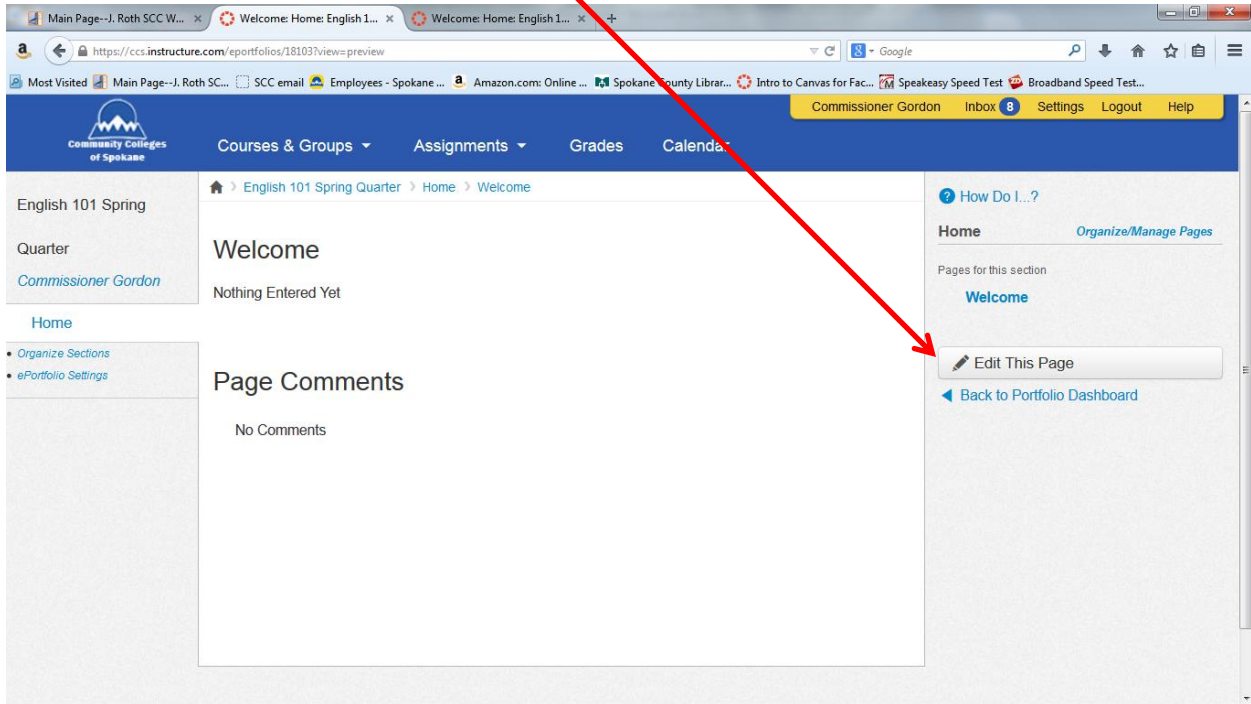 Main Page--J. Roth SCC W... × Welcome: Home: English 1... × Welcome: Home: English 1... × +
https://ccs.instructure.com/eportfolios/18103?view=preview 8 Google
Most Visited Main Page--J. Roth SC... SCC email Employees - Spokane ... Amazon.com: Online ... Spokane County Librar... Intro to Canvas for Fac... Speakeasy Speed Test Broadband Speed Test...
Commissioner Gordon Inbox 8 Settings Logout Help
Community Colleges
of Spokane
Courses & Groups Assignments Grades Calendar
English 101 Spring
Quarter
Commissioner Gordon
Home
• Organize Sections
• ePortfolio Settings
English 101 Spring Quarter > Home > Welcome
Welcome
Nothing Entered Yet
Page Comments
No Comments
? How Do I...?
Home Organize/Manage Pages
Pages for this section
Welcome
Edit This Page
Back to Portfolio Dashboard